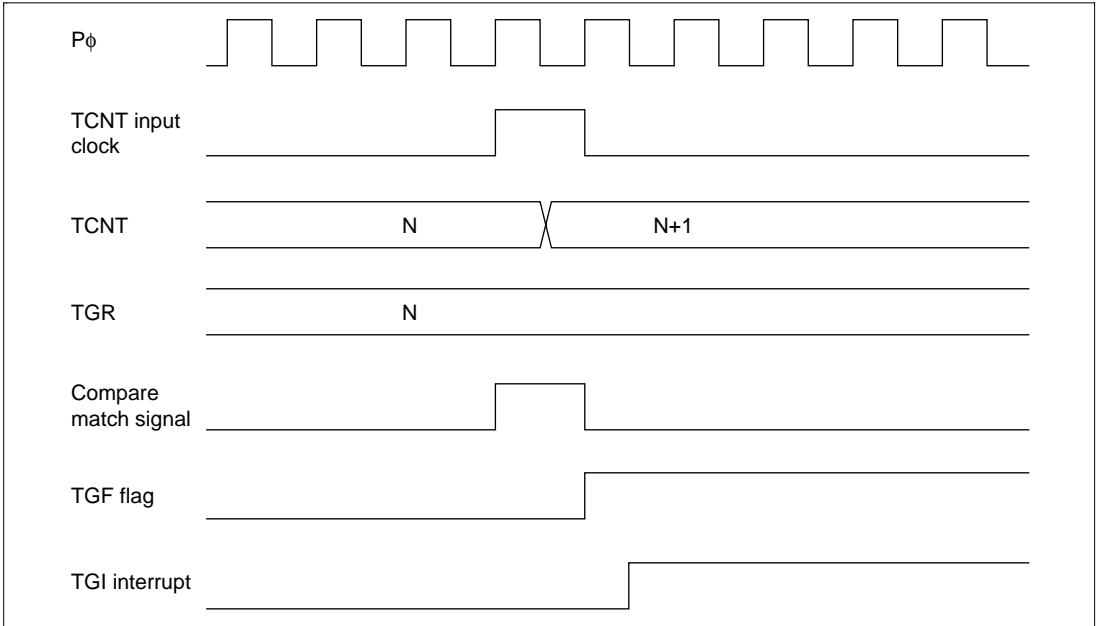 Pϕ
TCNT input
clock
TCNT
N
N+1
TGR
N
Compare
match signal
TGF flag
TGI interrupt